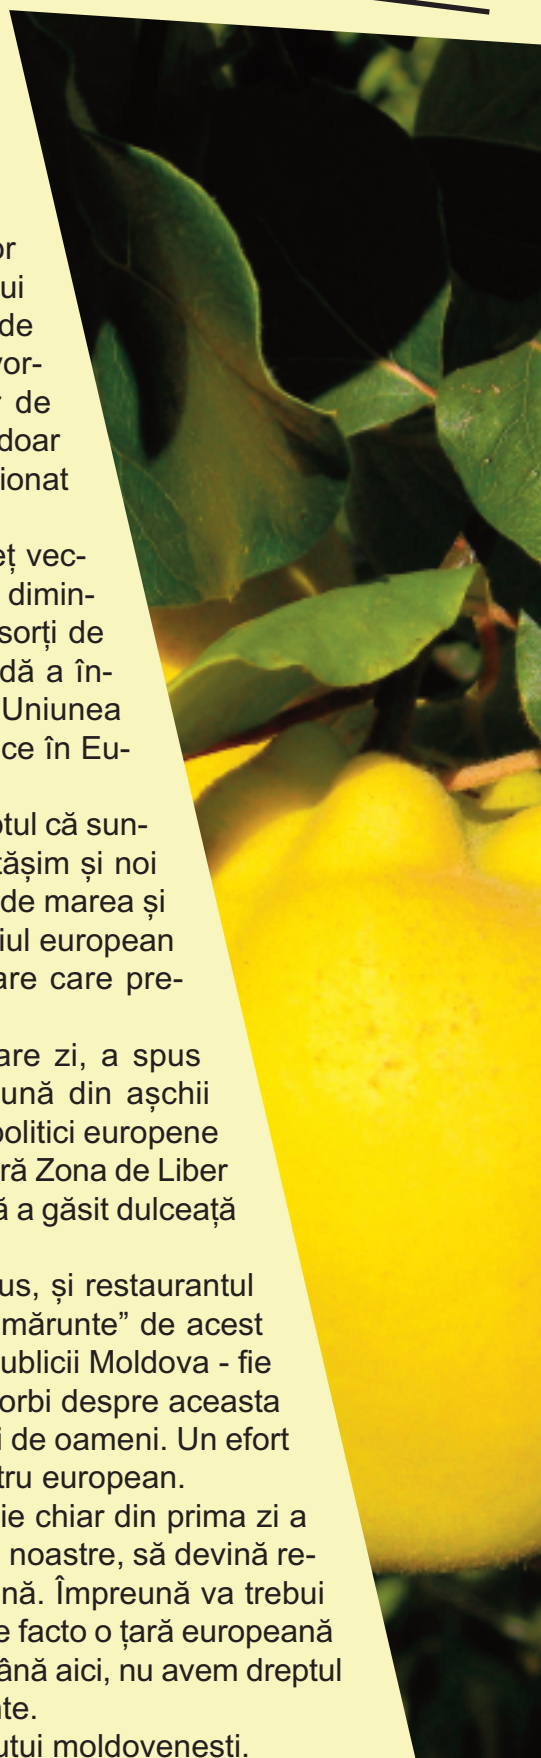 or
ui
de
vor-
de
doar
ionat
eț vec-
dimin-
sorți de
dă a în-
Uniunea
ce în Eu-
ptul că sun-
tășim și noi
de marea și
iul european
are care pre-
are zi, a spus
ună din așchii
politici europene
ră Zona de Liber
ă a găsit dulceață
us, și restaurantul
mărunte” de acest
ublicii Moldova - fie
orbi despre aceasta
i de oameni. Un efort
tru european.
ie chiar din prima zi a
noastre, să devină re-
nă. Împreună va trebui
e facto o țară europeană
ână aici, nu avem dreptul
te.
utui moldovenești.